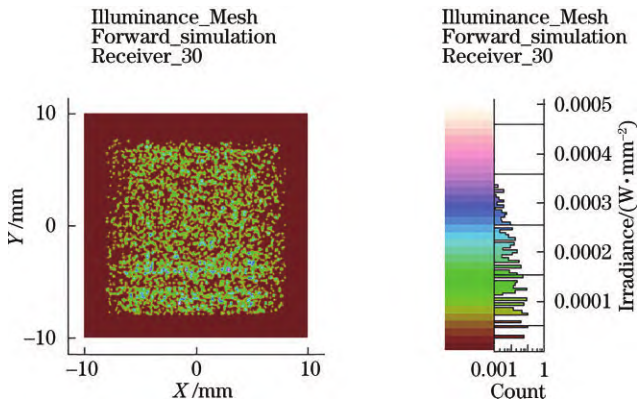 Illuminance_Mesh
Forward_simulation
Receiver_30
10
0
−10
Y /mm
−10 0 10
X /mm
Illuminance_Mesh
Forward_simulation
Receiver_30
0.0005
0.0004
0.0003
0.0002
0.0001
Irradiance/(W·mm⁻²)
0.001 1
Count